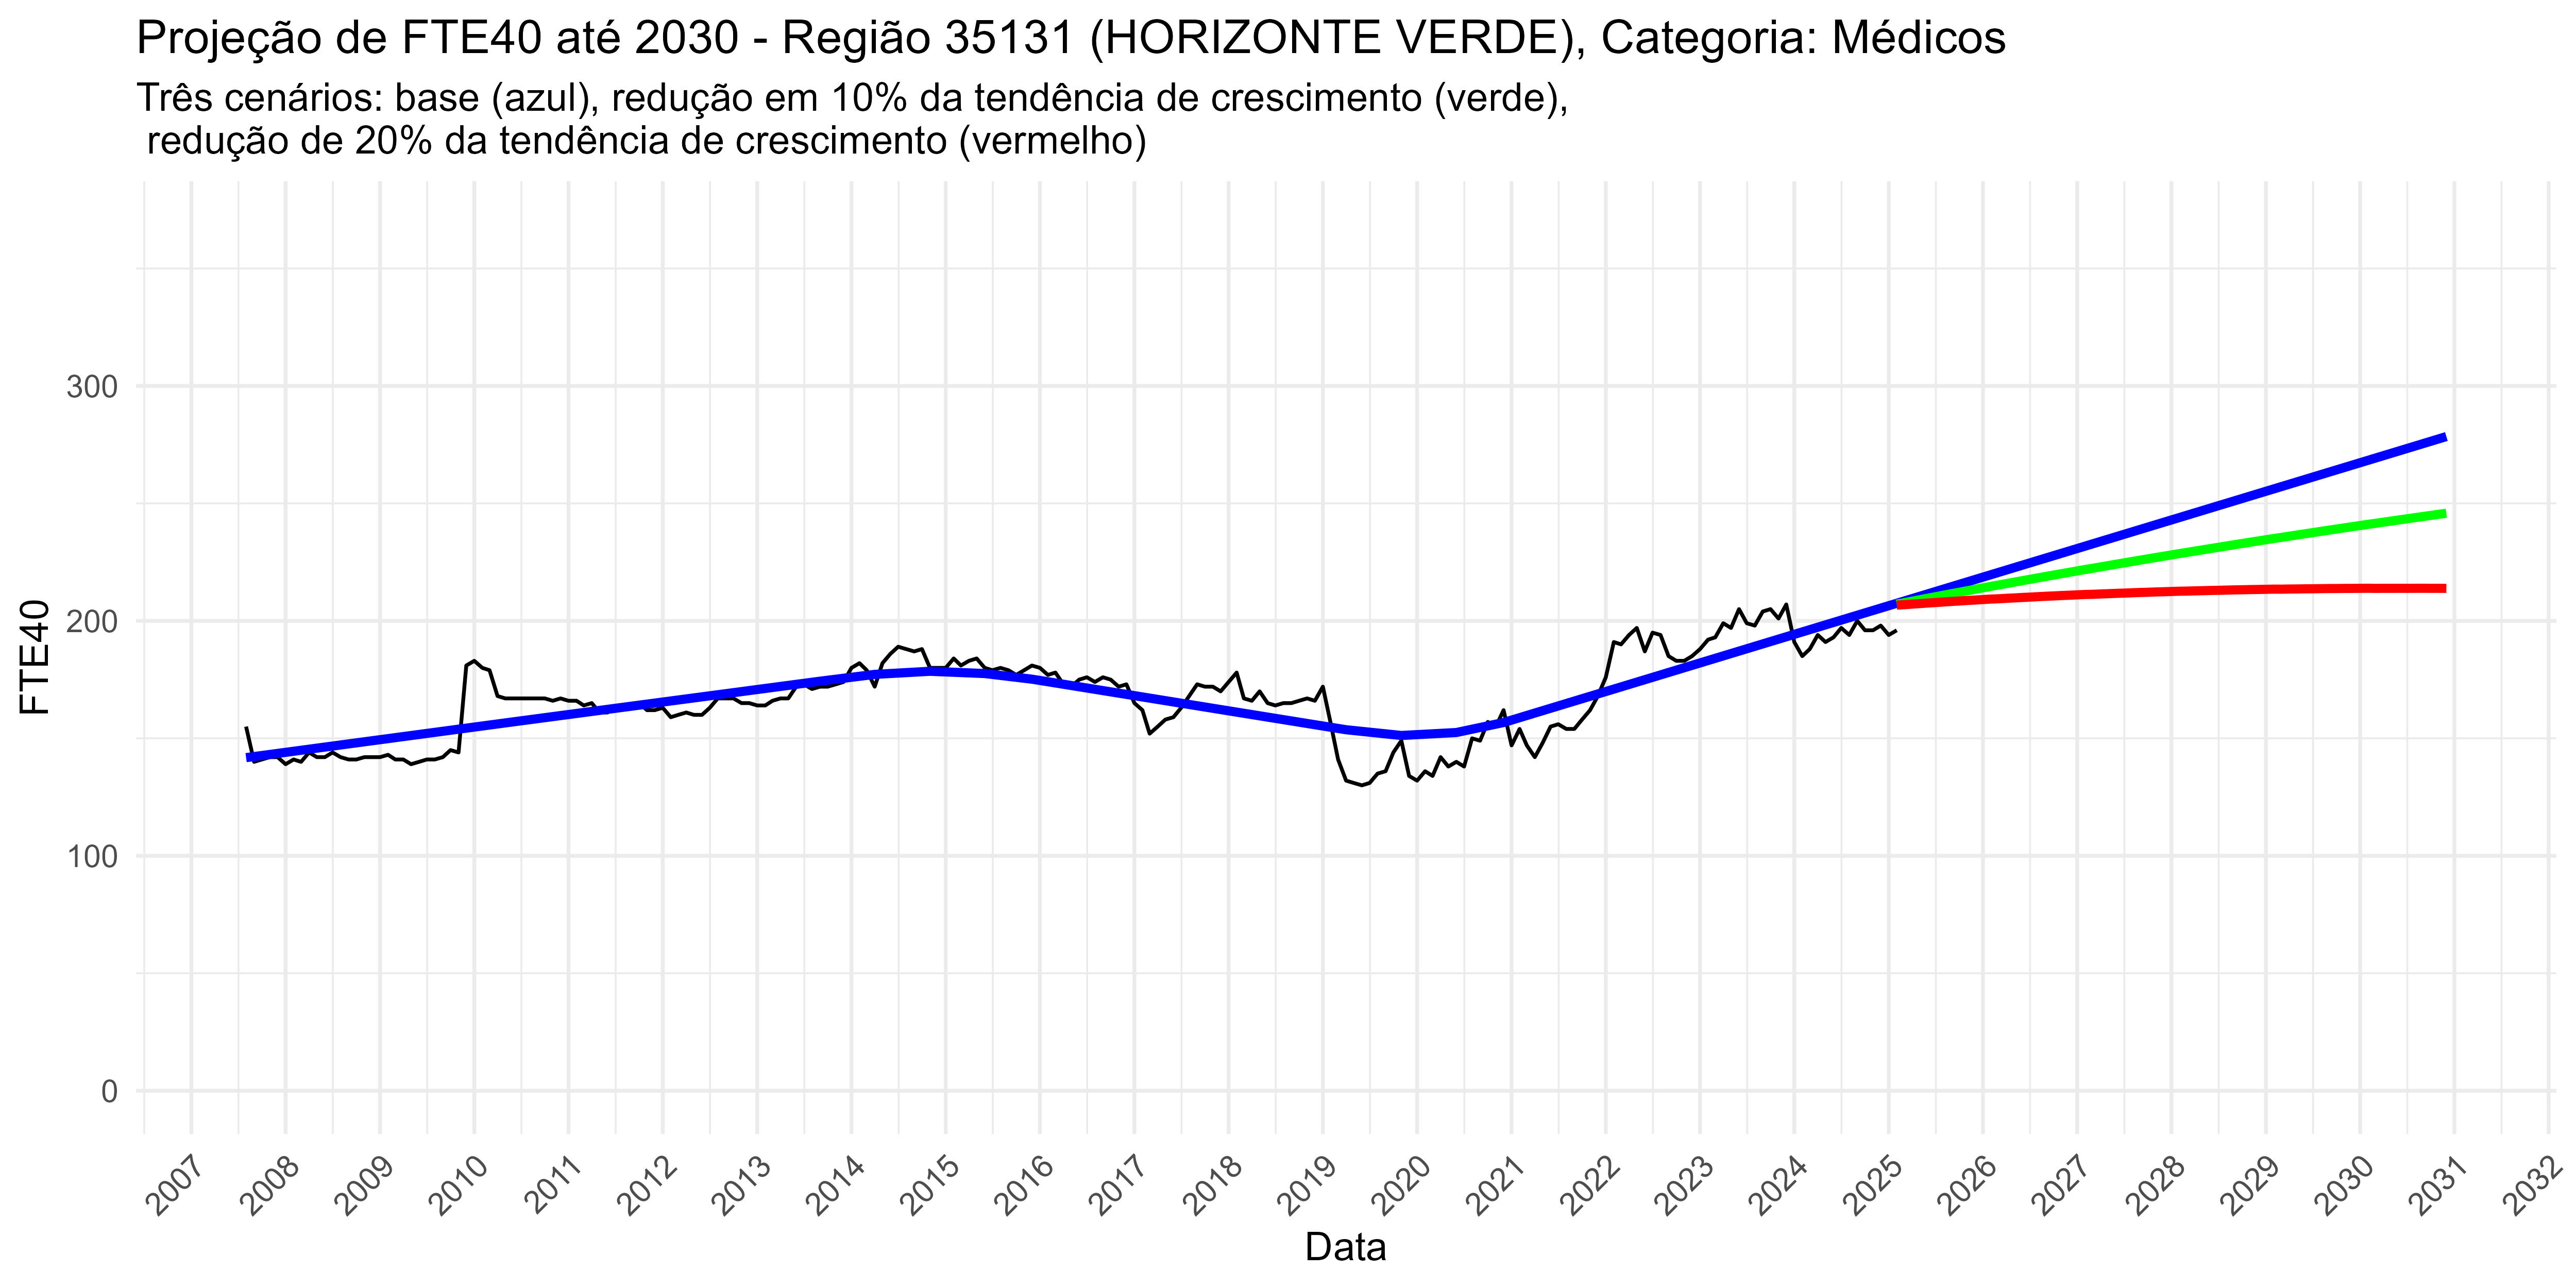 Projeção de FTE40 até 2030 - Região 35131 (HORIZONTE VERDE), Categoria: Médicos
Três cenários: base (azul), redução em 10% da tendência de crescimento (verde),
redução de 20% da tendência de crescimento (vermelho)
300
200
100
0
FTE40
2007 2008 2009 2010 2011 2012 2013 2014 2015 2016 2017 2018 2019 2020 2021 2022 2023 2024 2025 2026 2027 2028 2029 2030 2031 2032
Data